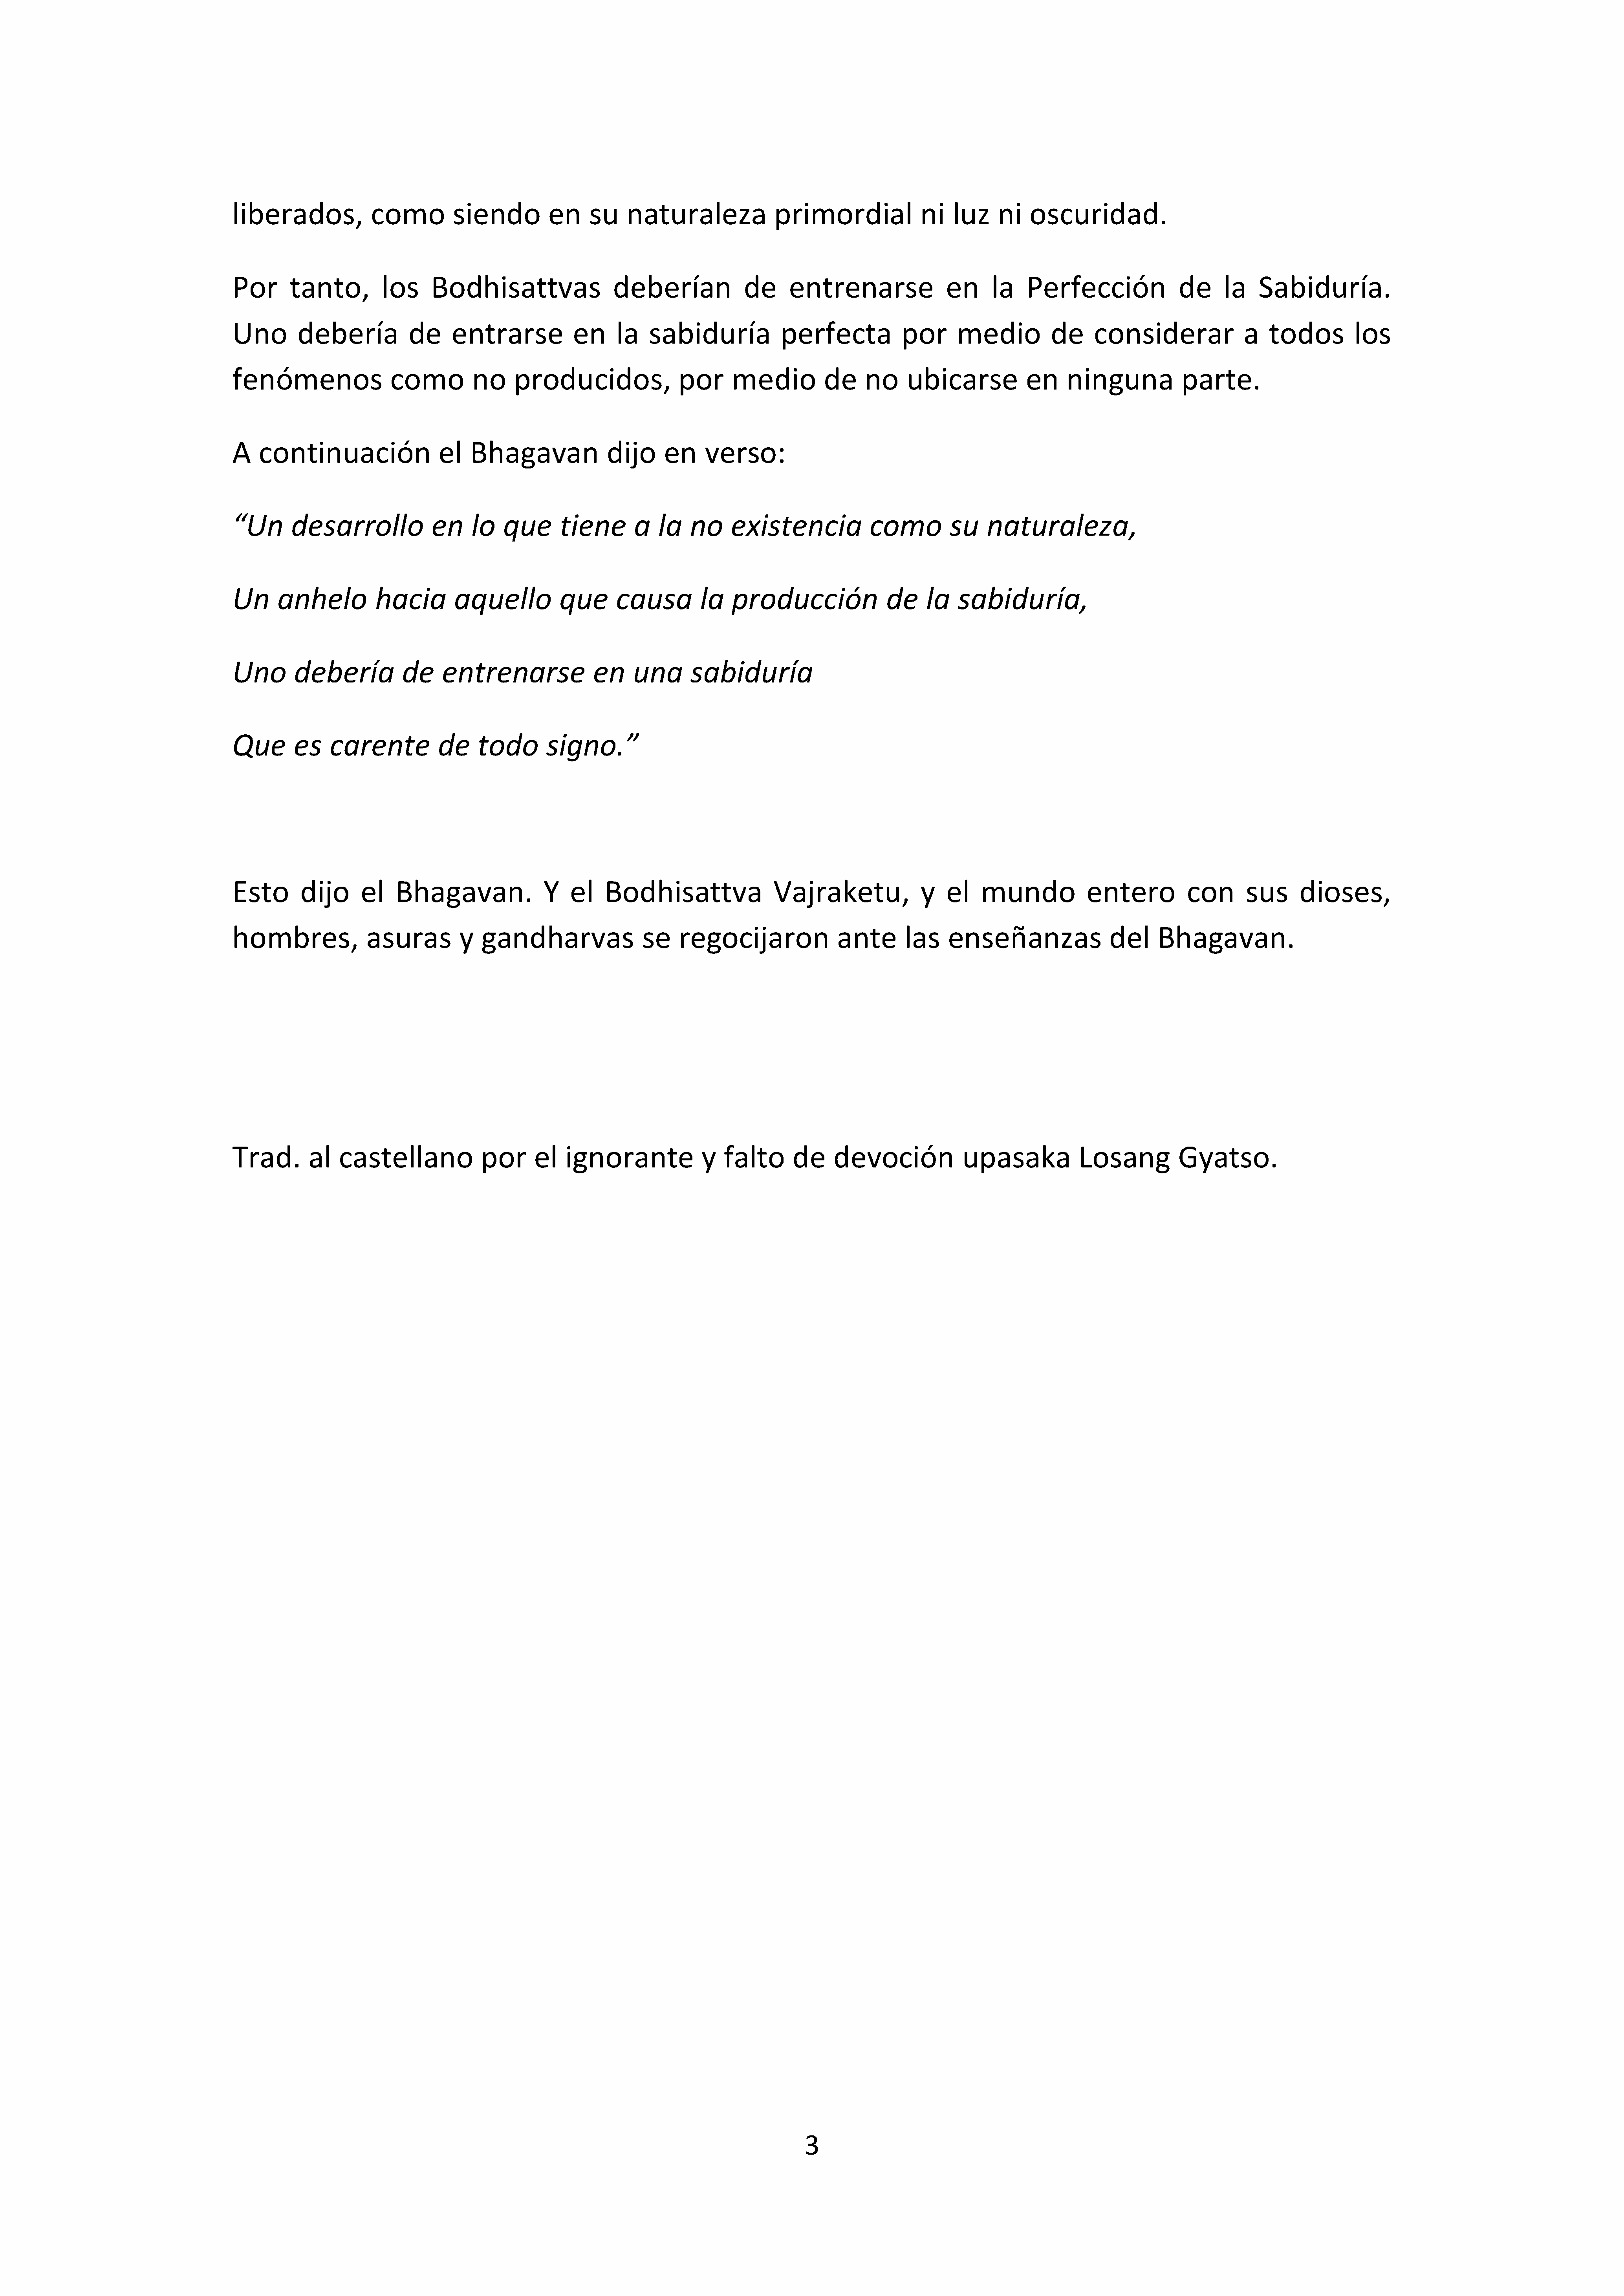 liberados, como siendo en su naturaleza primordial ni luz ni oscuridad.
Por tanto, los Bodhisattvas deberían de entrenarse en la Perfección de la Sabiduría.
Uno debería de entrarse en la sabiduría perfecta por medio de considerar a todos los
fenómenos como no producidos, por medio de no ubicarse en ninguna parte.
A continuación el Bhagavan dijo en verso:
“Un desarrollo en lo que tiene a la no existencia como su naturaleza,
Un anhelo hacia aquello que causa la producción de la sabiduría,
Uno debería de entrenarse en una sabiduría
Que es carente de todo signo.”
Esto dijo el Bhagavan. Y el Bodhisattva Vajraketu, y el mundo entero con sus dioses,
hombres, asuras y gandharvas se regocijaron ante las enseñanzas del Bhagavan.
Trad. al castellano por el ignorante y falto de devoción upasaka Losang Gyatso.
3